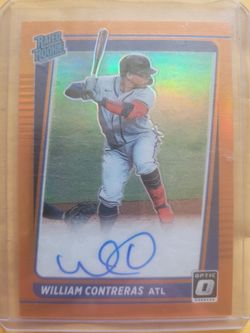 RATED
ROOKIE
WILLIAM CONTRERAS ATL
OPTIC